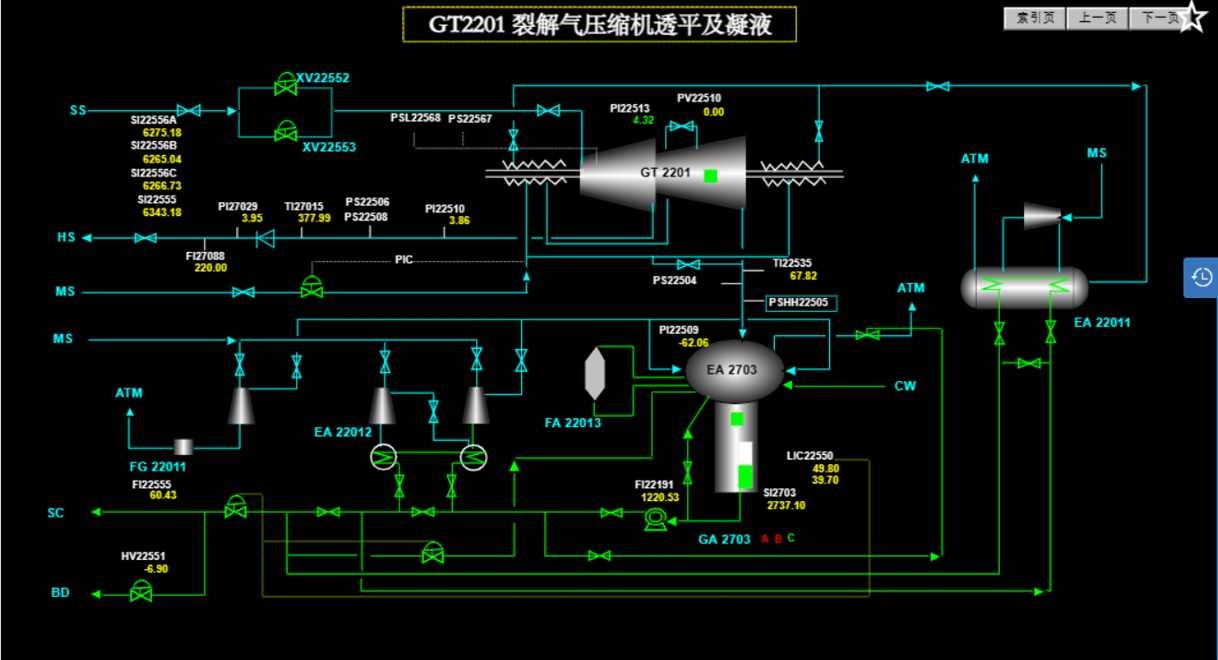 GT2201 裂解气压缩机透平及凝液
索引页 上一页 下一页
XV22552
SS
SI22556A
6275.18
SI22556B
6265.04
SI22556C
6266.73
SI22555
6343.18
XV22553
PSL22568 PS22567
PI22513
4.32
PV22510
0.00
GT 2201
ATM
MS
PI27029
3.95
TI27015
377.99
PS22506
PS22508
PI22510
3.86
HS
FI27088
220.00
PIC
TI22535
67.82
PS22504
PSHH22505
MS
ATM
EA 22011
MS
PI22509
-62.06
EA 2703
CW
ATM
FA 22013
EA 22012
FG 22011
FI22555
60.43
LIC22550
49.80
39.70
FI22191
1220.53
SI2703
2737.10
SC
GA 2703 A B C
HV22551
-6.90
BD